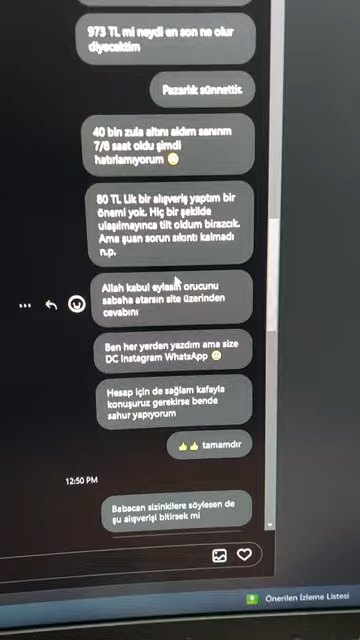 973 TL mi neydi en son ne olur
diyecektim
Pazarlık sünnettir.
40 bin zula altını aldım sanırım
7/8 saat oldu şimdi
hatırlamıyorum
80 TL Lik bir alışveriş yaptım bir
önemi yok. Hiç bir şekilde
ulaşılmayınca tilt oldum birazcık.
Ama şuan sorun sıkıntı kalmadı
n.p.
Allah kabul eylesin orucunu
sabaha atarsın site üzerinden
cevabını
Ben her yerden yazdım ama size
DC Instagram WhatsApp
Hesap için de sağlam kafayla
konuşuruz gerekirse bende
sahur yapıyorum
👍👍 tamamdır
12:50 PM
Babacan sizinkilere söylesen de
şu alışverişi bitirsek mi
Önerilen İzleme Listesi